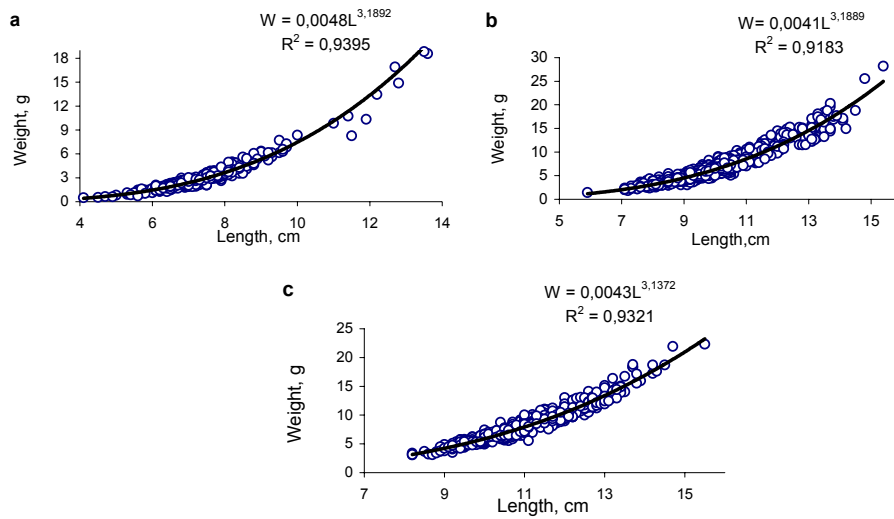 a
W = 0,0048L^3,1892
R² = 0,9395
Weight, g
18
15
12
9
6
3
0
4 6 8 10 12 14
Length, cm
b
W = 0,0041L^3,1889
R² = 0,9183
Weight, g
30
25
20
15
10
5
0
5 7 9 11 13 15
Length,cm
c
W = 0,0043L^3,1372
R² = 0,9321
Weight, g
25
20
15
10
5
0
7 9 11 13 15
Length, cm